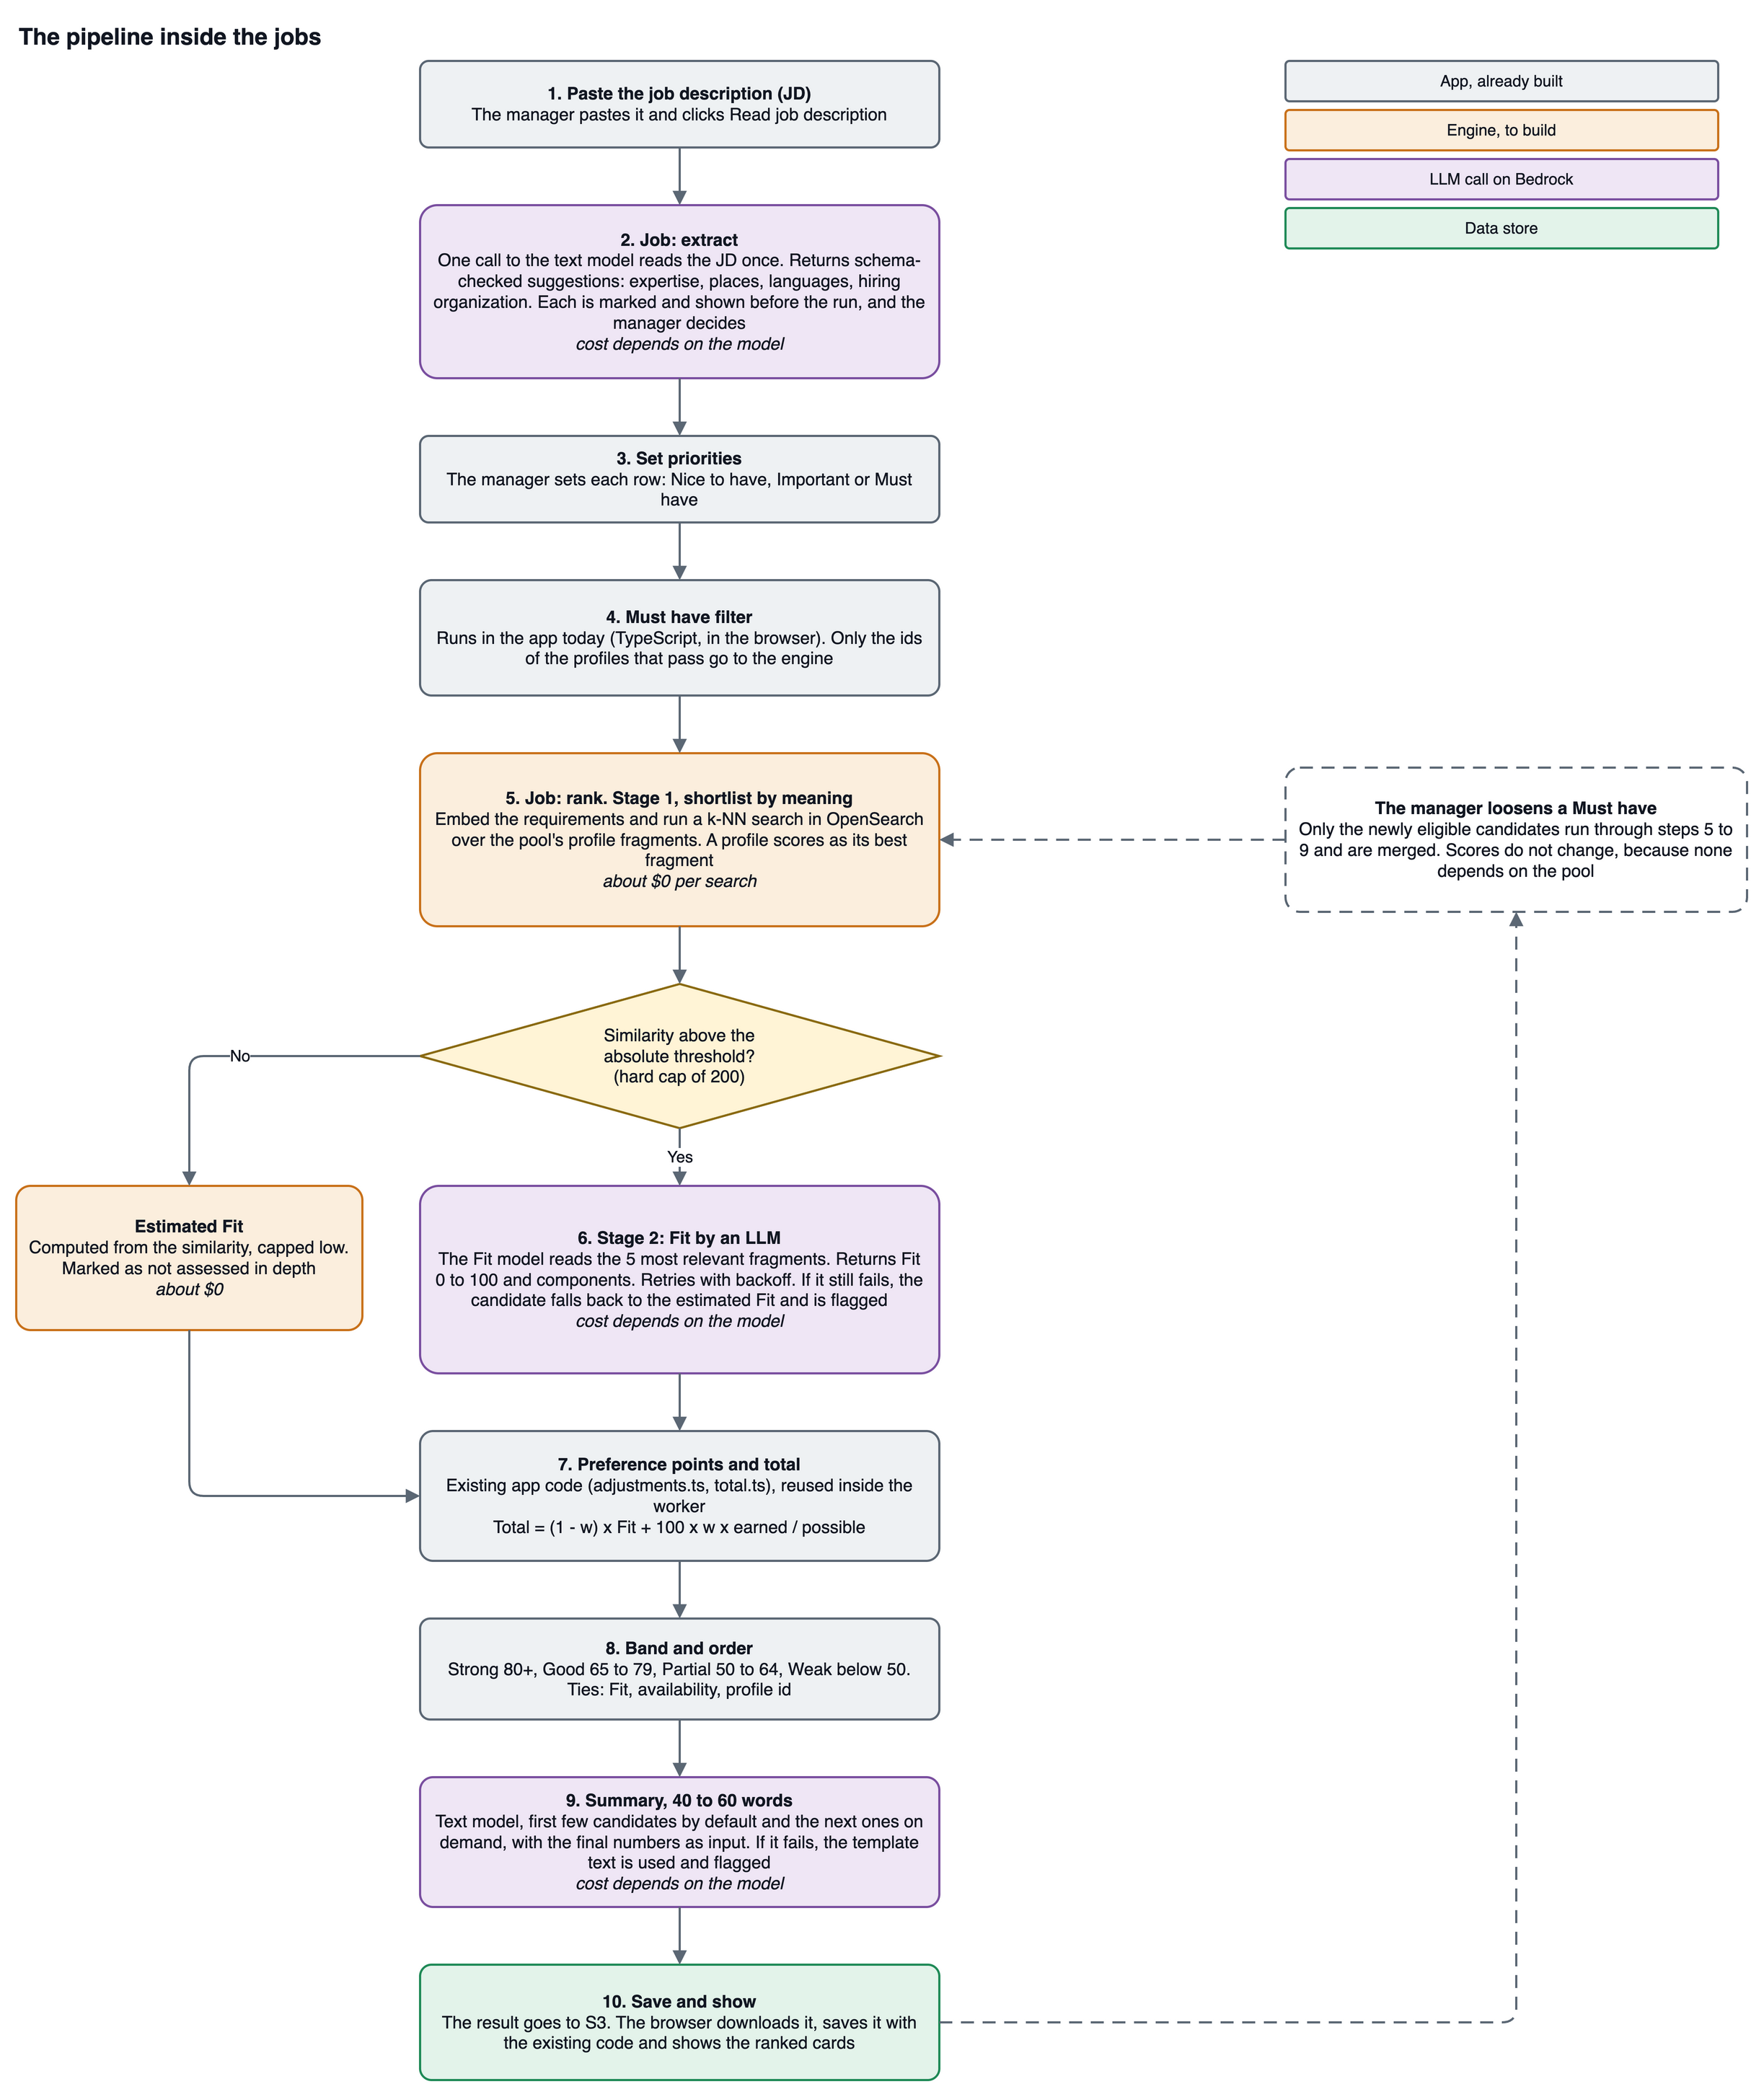 The pipeline inside the jobs
1. Paste the job description (JD)
The manager pastes it and clicks Read job description
App, already built
Engine, to build
LLM call on Bedrock
Data store
2. Job: extract
One call to the text model reads the JD once. Returns schema-
checked suggestions: expertise, places, languages, hiring
organization. Each is marked and shown before the run, and the
manager decides
cost depends on the model
3. Set priorities
The manager sets each row: Nice to have, Important or Must
have
4. Must have filter
Runs in the app today (TypeScript, in the browser). Only the ids
of the profiles that pass go to the engine
5. Job: rank. Stage 1, shortlist by meaning
Embed the requirements and run a k-NN search in OpenSearch
over the pool's profile fragments. A profile scores as its best
fragment
about $0 per search
The manager loosens a Must have
Only the newly eligible candidates run through steps 5 to
9 and are merged. Scores do not change, because none
depends on the pool
Similarity above the
absolute threshold?
(hard cap of 200)
No
Yes
Estimated Fit
Computed from the similarity, capped low.
Marked as not assessed in depth
about $0
6. Stage 2: Fit by an LLM
The Fit model reads the 5 most relevant fragments. Returns Fit
0 to 100 and components. Retries with backoff. If it still fails, the
candidate falls back to the estimated Fit and is flagged
cost depends on the model
7. Preference points and total
Existing app code (adjustments.ts, total.ts), reused inside the
worker
Total = (1 - w) x Fit + 100 x w x earned / possible
8. Band and order
Strong 80+, Good 65 to 79, Partial 50 to 64, Weak below 50.
Ties: Fit, availability, profile id
9. Summary, 40 to 60 words
Text model, first few candidates by default and the next ones on
demand, with the final numbers as input. If it fails, the template
text is used and flagged
cost depends on the model
10. Save and show
The result goes to S3. The browser downloads it, saves it with
the existing code and shows the ranked cards